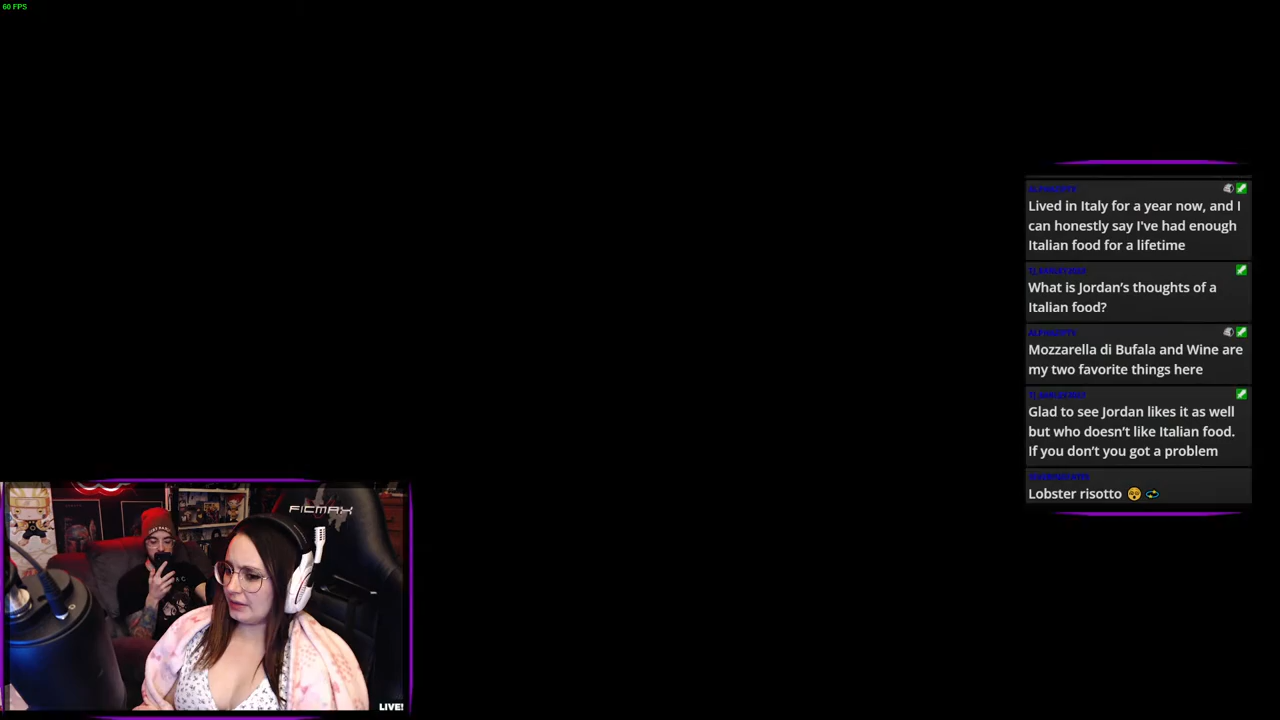 60 FPS
Lived in Italy for a year now, and I
can honestly say I've had enough
Italian food for a lifetime
What is Jordan’s thoughts of a
Italian food?
Mozzarella di Bufala and Wine are
my two favorite things here
Glad to see Jordan likes it as well
but who doesn’t like Italian food.
If you don’t you got a problem
Lobster risotto
FICMAX
LIVE!